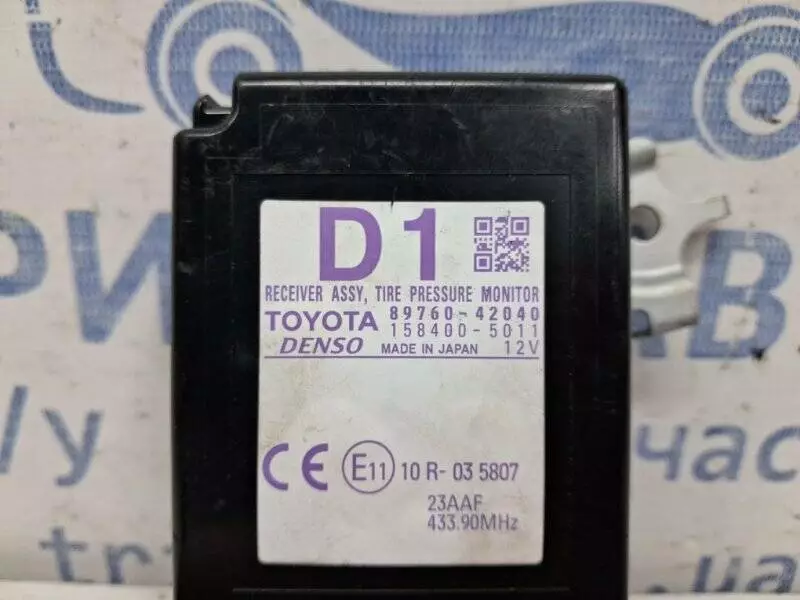 D1
RECEIVER ASSY, TIRE PRESSURE MONITOR
TOYOTA 89760-42040
158400-5011
DENSO MADE IN JAPAN 12V
CE E11 10 R- 03 5807
23AAF
433.90MHz